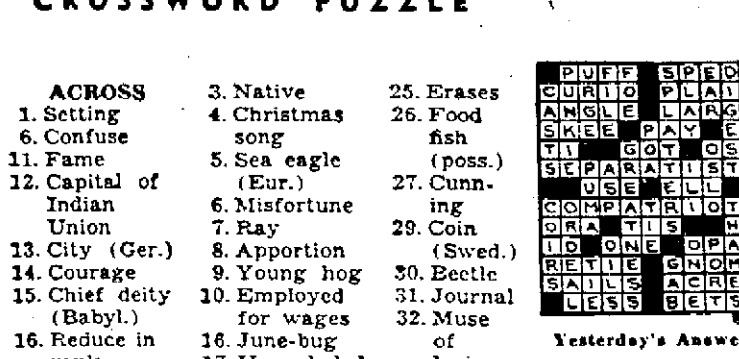 CROSSWORD PUZZLE
ACROSS
1. Setting
6. Confuse
11. Fame
12. Capital of
Indian
Union
13. City (Ger.)
14. Courage
15. Chief deity
(Babyl.)
16. Reduce in
3. Native
4. Christmas
song
5. Sea eagle
(Eur.)
6. Misfortune
7. Ray
8. Apportion
9. Young hog
10. Employed
for wages
16. June-bug
25. Erases
26. Food
fish
(poss.)
27. Cunn-
ing
29. Coin
(Swed.)
30. Beetle
31. Journal
32. Muse
of
PUFF SPED
CURIO PLAI
ANGLE LARG
SKEE PAY E
TI GOT OS
SEPARATIST
USE ELL
COMPATRIOT
ORA TIS H
ID ONE OPA
RETIE GNOM
SAILS ACRE
LESS BETS
Yesterday's Answe